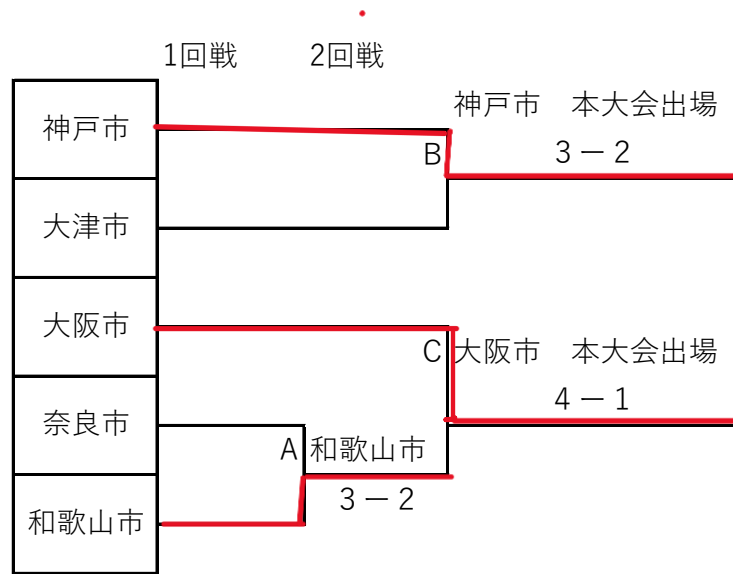 1回戦 2回戦
神戸市
大津市
大阪市
奈良市
和歌山市
B
神戸市 本大会出場
3－2
C
大阪市 本大会出場
4－1
A
和歌山市
3－2